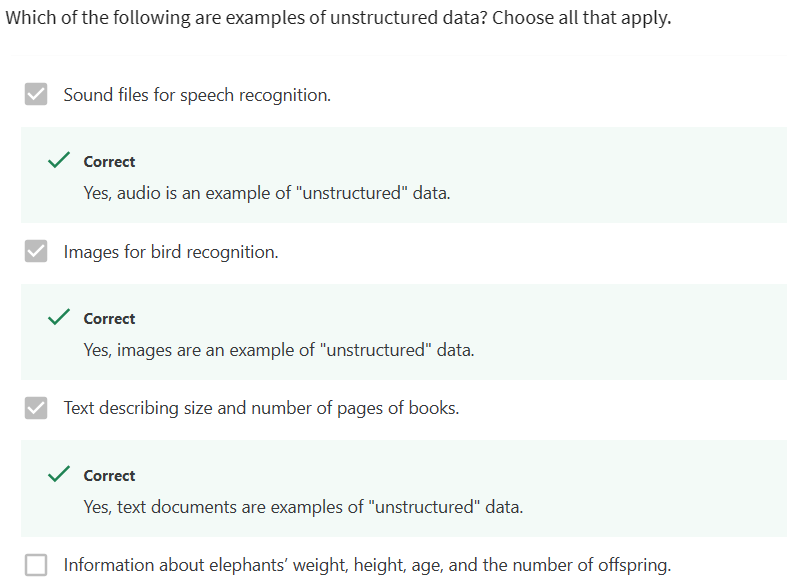 Which of the following are examples of unstructured data? Choose all that apply.
Sound files for speech recognition.
Correct
Yes, audio is an example of "unstructured" data.
Images for bird recognition.
Correct
Yes, images are an example of "unstructured" data.
Text describing size and number of pages of books.
Correct
Yes, text documents are examples of "unstructured" data.
Information about elephants’ weight, height, age, and the number of offspring.